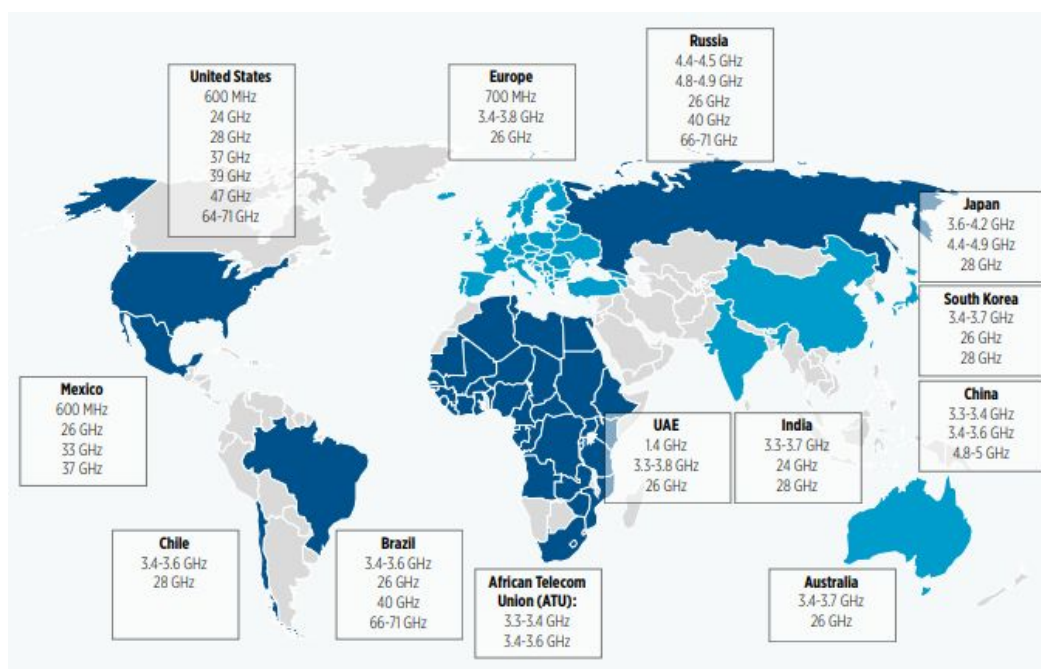 Russia
4.4-4.5 GHz
4.8-4.9 GHz
26 GHz
40 GHz
66-71 GHz
United States
600 MHz
24 GHz
28 GHz
37 GHz
39 GHz
47 GHz
64-71 GHz
Europe
700 MHz
3.4-3.8 GHz
26 GHz
Japan
3.6-4.2 GHz
4.4-4.9 GHz
28 GHz
South Korea
3.4-3.7 GHz
26 GHz
28 GHz
China
3.3-3.4 GHz
3.4-3.6 GHz
4.8-5 GHz
Mexico
600 MHz
26 GHz
33 GHz
37 GHz
UAE
1.4 GHz
3.3-3.8 GHz
26 GHz
India
3.3-3.7 GHz
24 GHz
28 GHz
Chile
3.4-3.6 GHz
28 GHz
Brazil
3.4-3.6 GHz
26 GHz
40 GHz
66-71 GHz
African Telecom
Union (ATU):
3.3-3.4 GHz
3.4-3.6 GHz
Australia
3.4-3.7 GHz
26 GHz